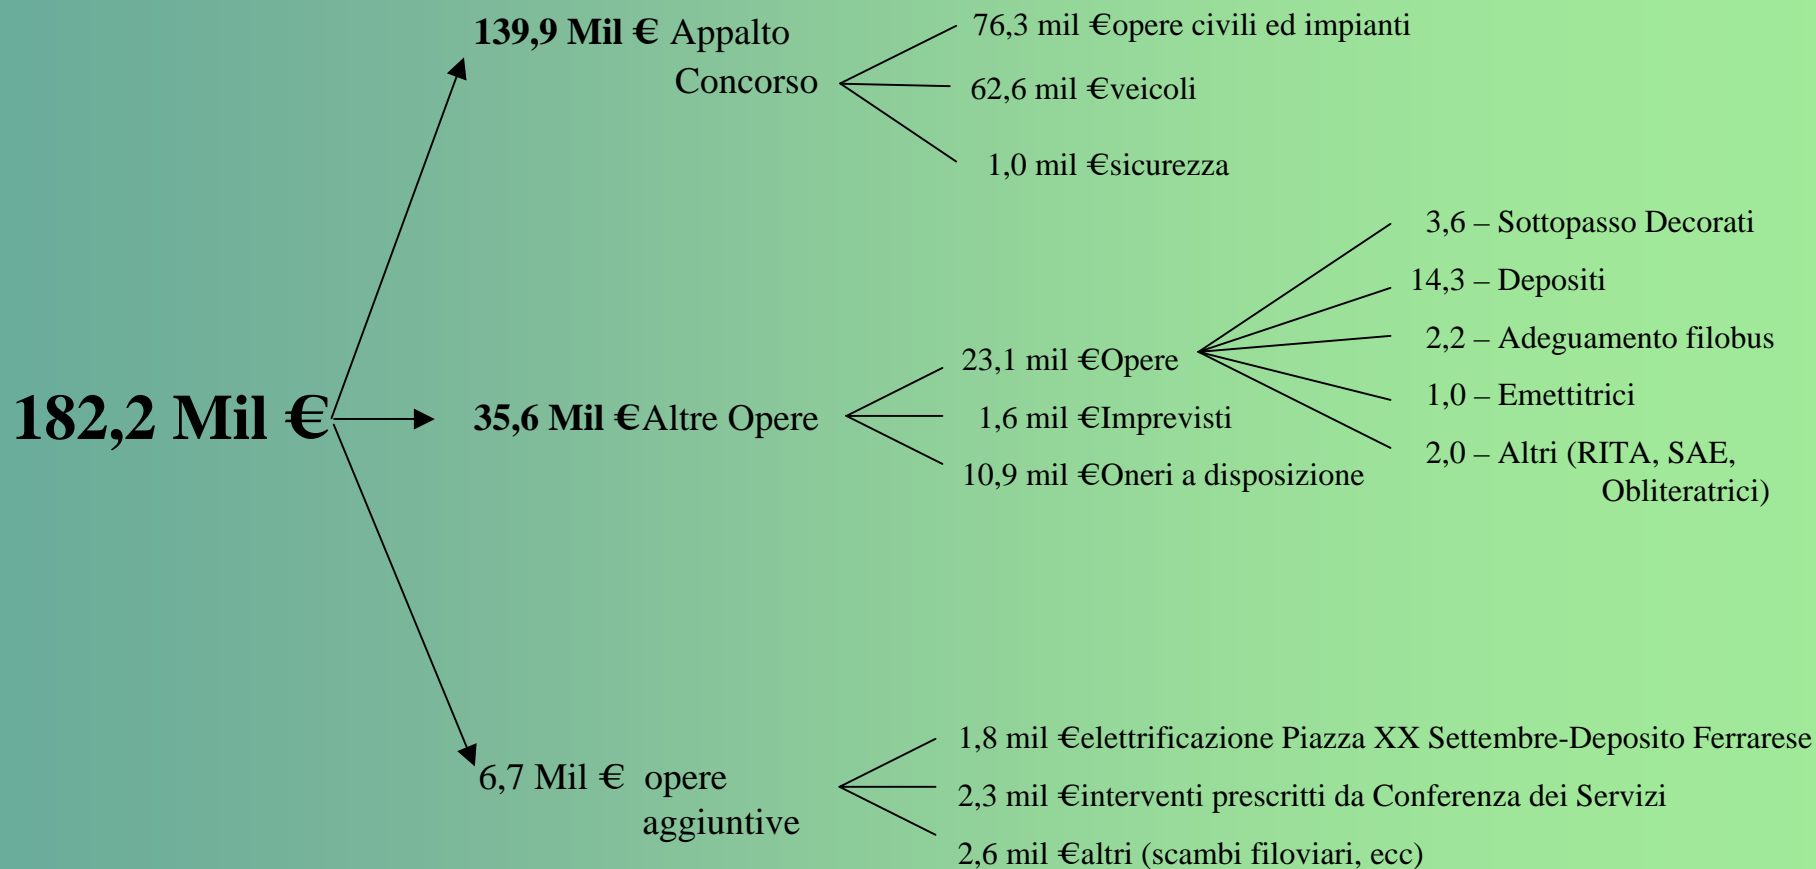 182,2 Mil €
139,9 Mil € Appalto
Concorso
76,3 mil €opere civili ed impianti
62,6 mil €veicoli
1,0 mil €sicurezza
35,6 Mil €Altre Opere
23,1 mil €Opere
1,6 mil €Imprevisti
10,9 mil €Oneri a disposizione
3,6 – Sottopasso Decorati
14,3 – Depositi
2,2 – Adeguamento filobus
1,0 – Emettitrici
2,0 – Altri (RITA, SAE,
Obliteratrici)
6,7 Mil € opere
aggiuntive
1,8 mil €elettrificazione Piazza XX Settembre-Deposito Ferrarese
2,3 mil €interventi prescritti da Conferenza dei Servizi
2,6 mil €altri (scambi filoviari, ecc)